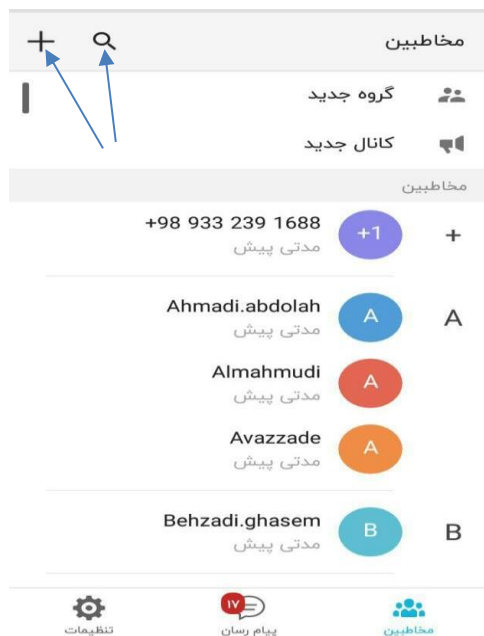 مخاطبین
گروه جدید
کانال جدید
مخاطبین
+98 933 239 1688
+1
+
مدتی پیش
Ahmadi.abdolah
A
A
مدتی پیش
Almahmudi
A
مدتی پیش
Avazzade
A
مدتی پیش
Behzadi.ghasem
B
B
مدتی پیش
۱۷
مخاطبین
پیام رسان
تنظیمات